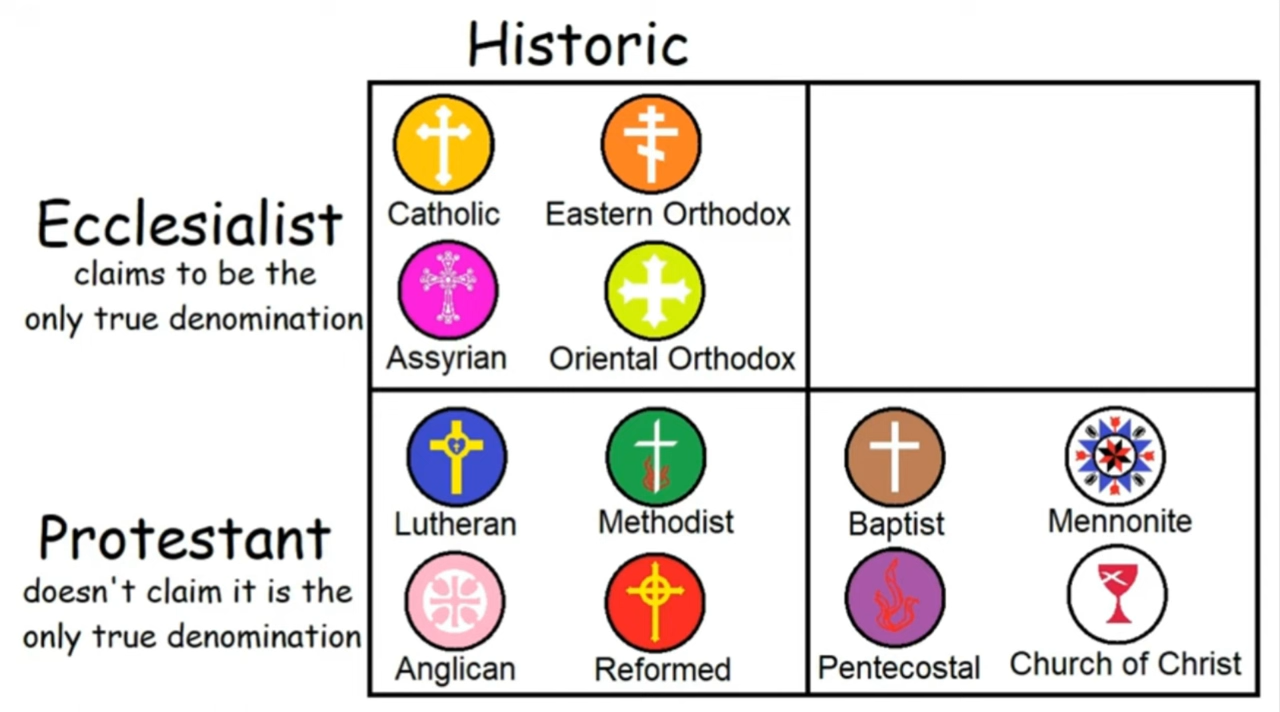 Historic
Ecclesialist
claims to be the
only true denomination
Catholic
Eastern Orthodox
Assyrian
Oriental Orthodox
Protestant
doesn't claim it is the
only true denomination
Lutheran
Methodist
Baptist
Mennonite
Anglican
Reformed
Pentecostal
Church of Christ